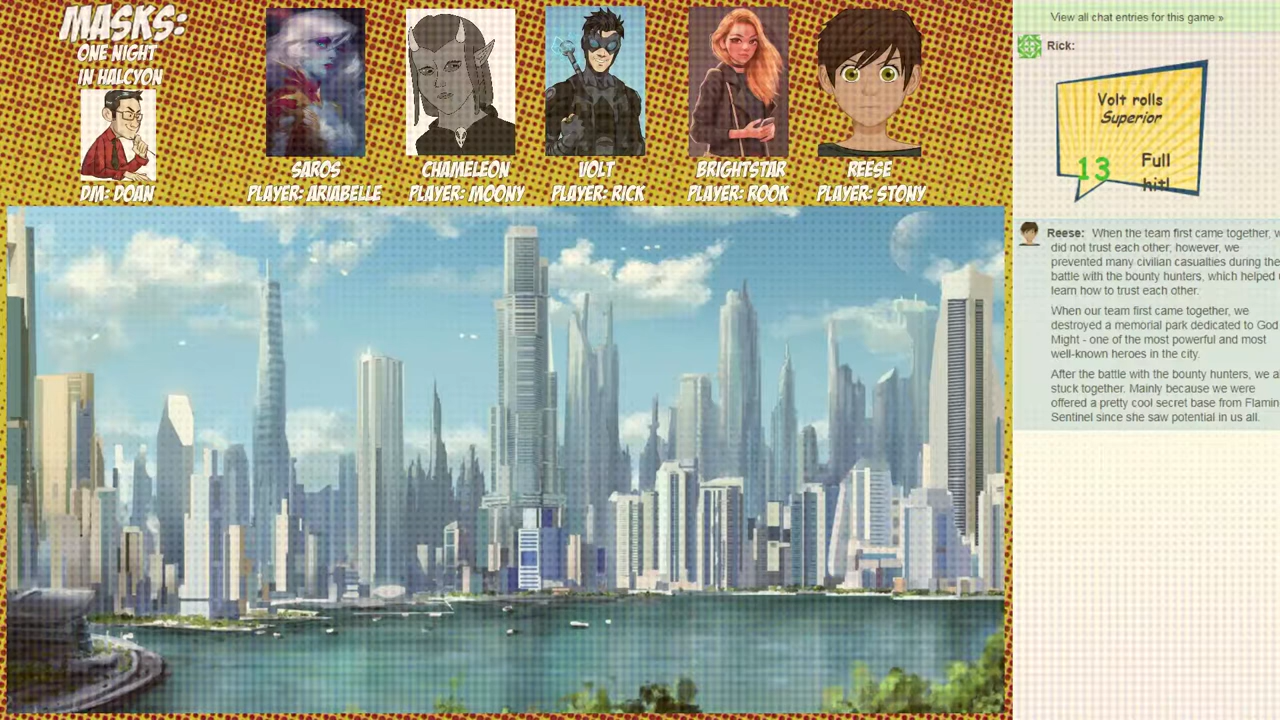 MASKS:
ONE NIGHT
IN HALCYON
DM: DOAN
SAROS
PLAYER: ARIABELLE
CHAMELEON
PLAYER: MOONY
VOLT
PLAYER: RICK
BRIGHTSTAR
PLAYER: ROOK
REESE
PLAYER: STONY
View all chat entries for this game »
Rick:
Volt rolls
Superior
13
Full
hit!
Reese: When the team first came together, w
did not trust each other; however, we
prevented many civilian casualties during the
battle with the bounty hunters, which helped
learn how to trust each other.
When our team first came together, we
destroyed a memorial park dedicated to God
Might - one of the most powerful and most
well-known heroes in the city.
After the battle with the bounty hunters, we a
stuck together. Mainly because we were
offered a pretty cool secret base from Flamin
Sentinel since she saw potential in us all.